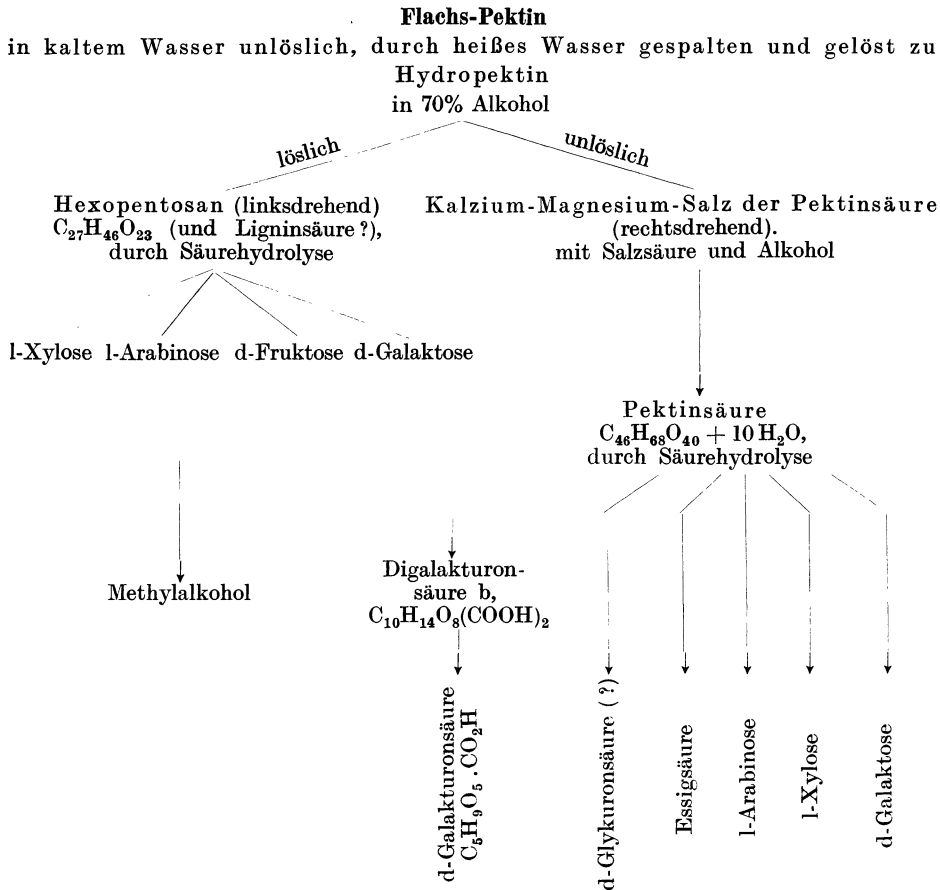 Flachs-Pektin
in kaltem Wasser unlöslich, durch heißes Wasser gespalten und gelöst zu
Hydropektin
in 70% Alkohol
löslich
unlöslich
Hexopentosan (linksdrehend)
C₂₇H₄₆O₂₃ (und Ligninsäure?),
durch Säurehydrolyse
Kalzium-Magnesium-Salz der Pektinsäure
(rechtsdrehend).
mit Salzsäure und Alkohol
l-Xylose l-Arabinose d-Fruktose d-Galaktose
Pektinsäure
C₄₆H₆₈O₄₀ + 10 H₂O,
durch Säurehydrolyse
Methylalkohol
Digalakturon-
säure b,
C₁₀H₁₄O₈(COOH)₂
d-Galakturonsäure
C₅H₉O₅ . CO₂H
d-Glykuronsäure (?)
Essigsäure
l-Arabinose
l-Xylose
d-Galaktose